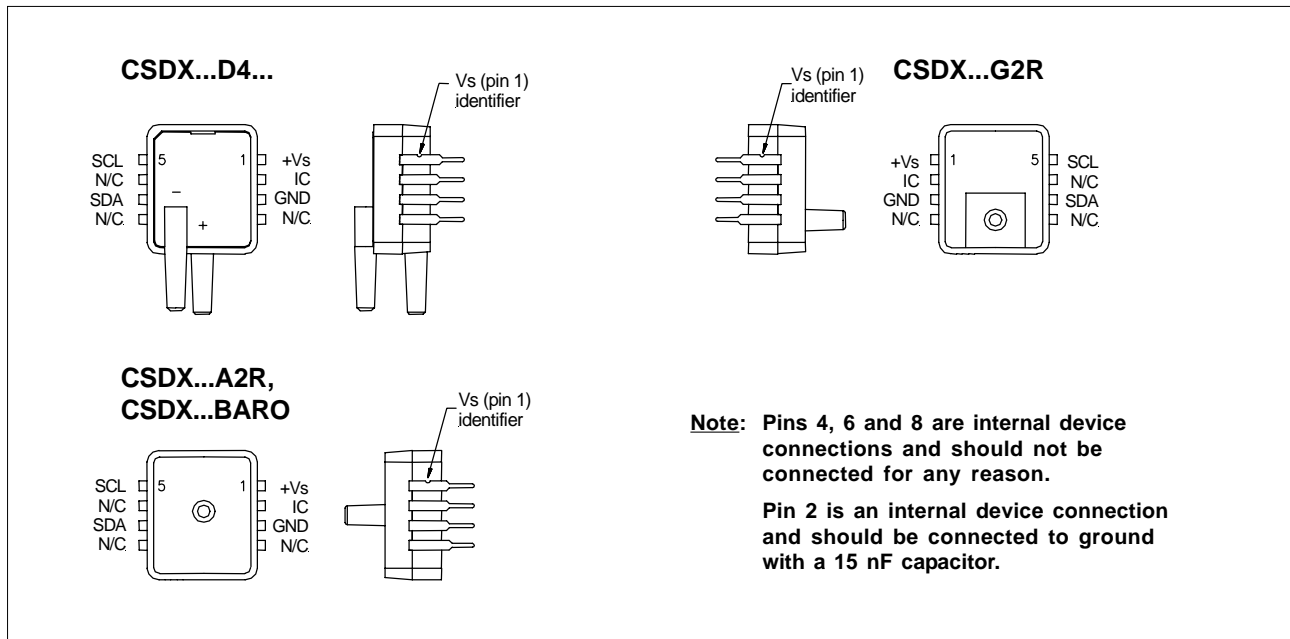 CSDX...D4...
Vs (pin 1)
identifier
SCL
N/C
SDA
N/C
5
1
+Vs
IC
GND
N/C
−
+
Vs (pin 1)
identifier
CSDX...G2R
+Vs
IC
GND
N/C
1
5
SCL
N/C
SDA
N/C
CSDX...A2R,
CSDX...BARO
Vs (pin 1)
identifier
SCL
N/C
SDA
N/C
5
1
+Vs
IC
GND
N/C
Note: Pins 4, 6 and 8 are internal device
connections and should not be
connected for any reason.
Pin 2 is an internal device connection
and should be connected to ground
with a 15 nF capacitor.